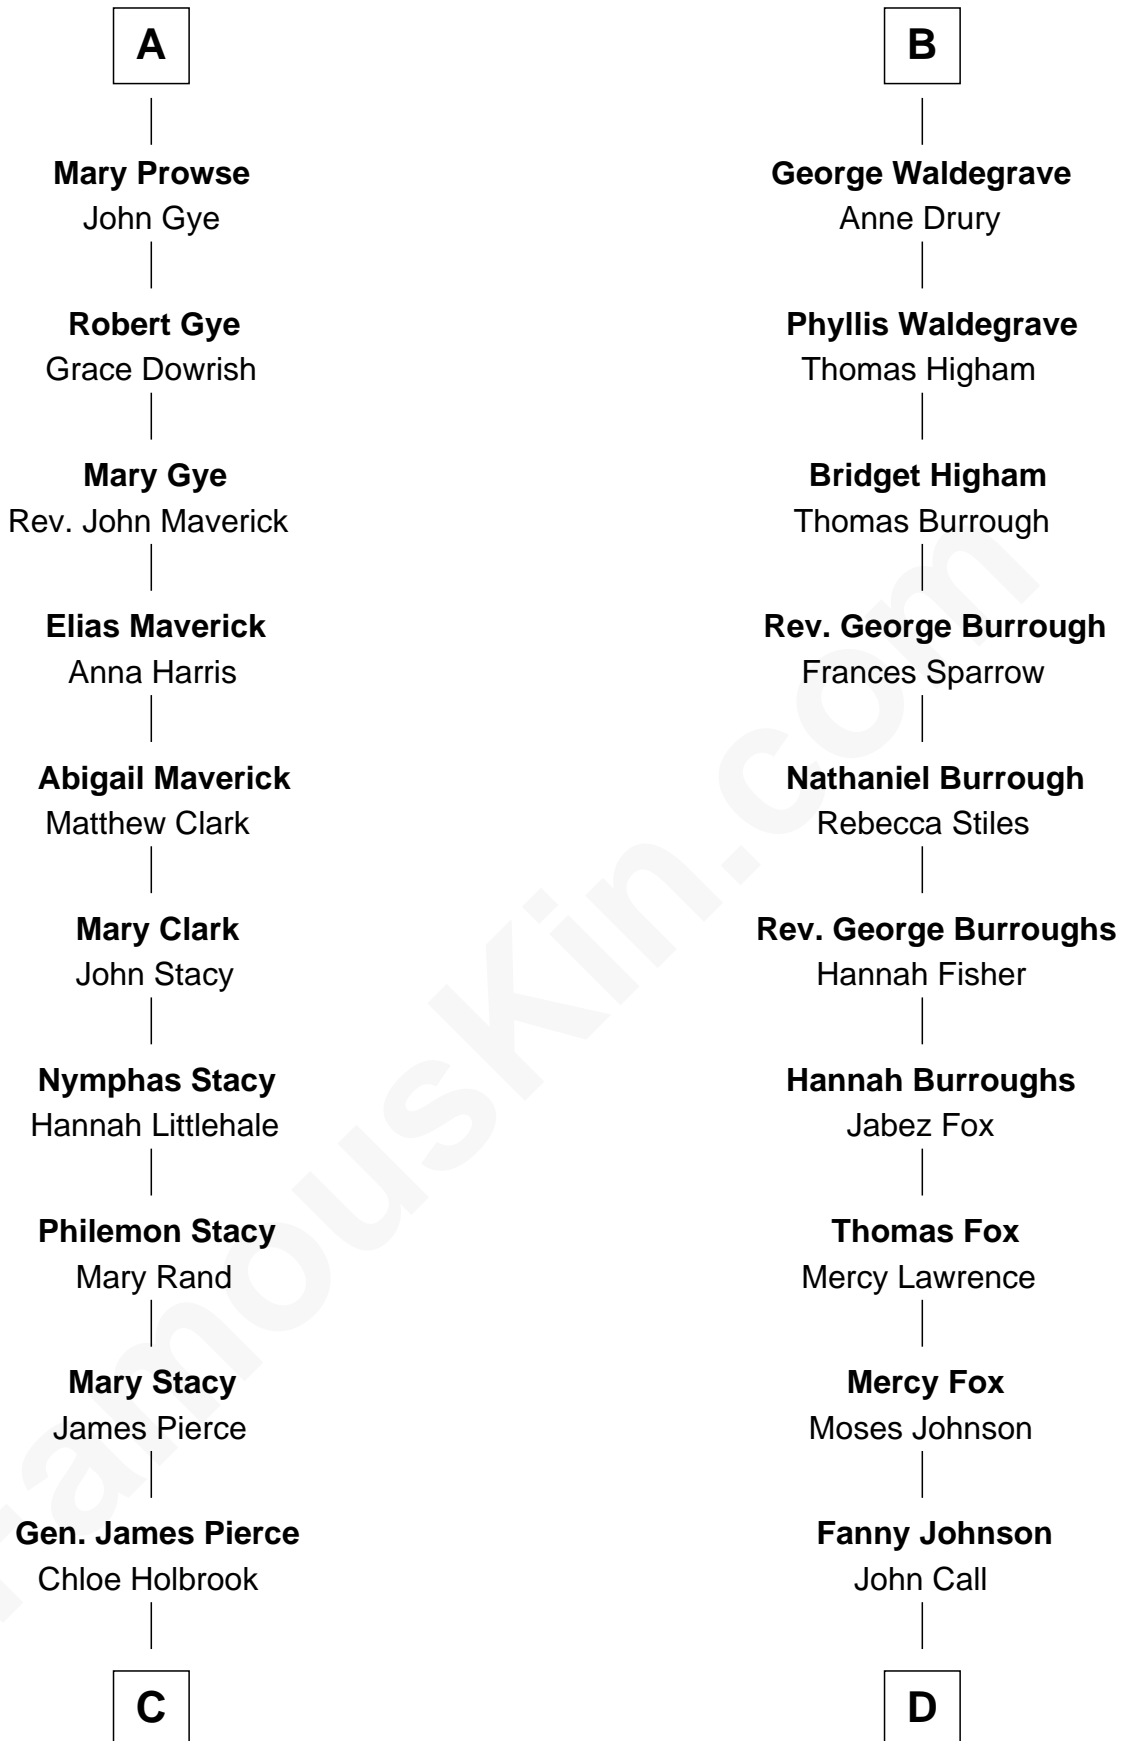 A
Mary Prowse
John Gye
Robert Gye
Grace Dowrish
Mary Gye
Rev. John Maverick
Elias Maverick
Anna Harris
Abigail Maverick
Matthew Clark
Mary Clark
John Stacy
Nymphas Stacy
Hannah Littlehale
Philemon Stacy
Mary Rand
Mary Stacy
James Pierce
Gen. James Pierce
Chloe Holbrook
C
B
George Waldegrave
Anne Drury
Phyllis Waldegrave
Thomas Higham
Bridget Higham
Thomas Burrough
Rev. George Burrough
Frances Sparrow
Nathaniel Burrough
Rebecca Stiles
Rev. George Burroughs
Hannah Fisher
Hannah Burroughs
Jabez Fox
Thomas Fox
Mercy Lawrence
Mercy Fox
Moses Johnson
Fanny Johnson
John Call
D
FamousKin.com